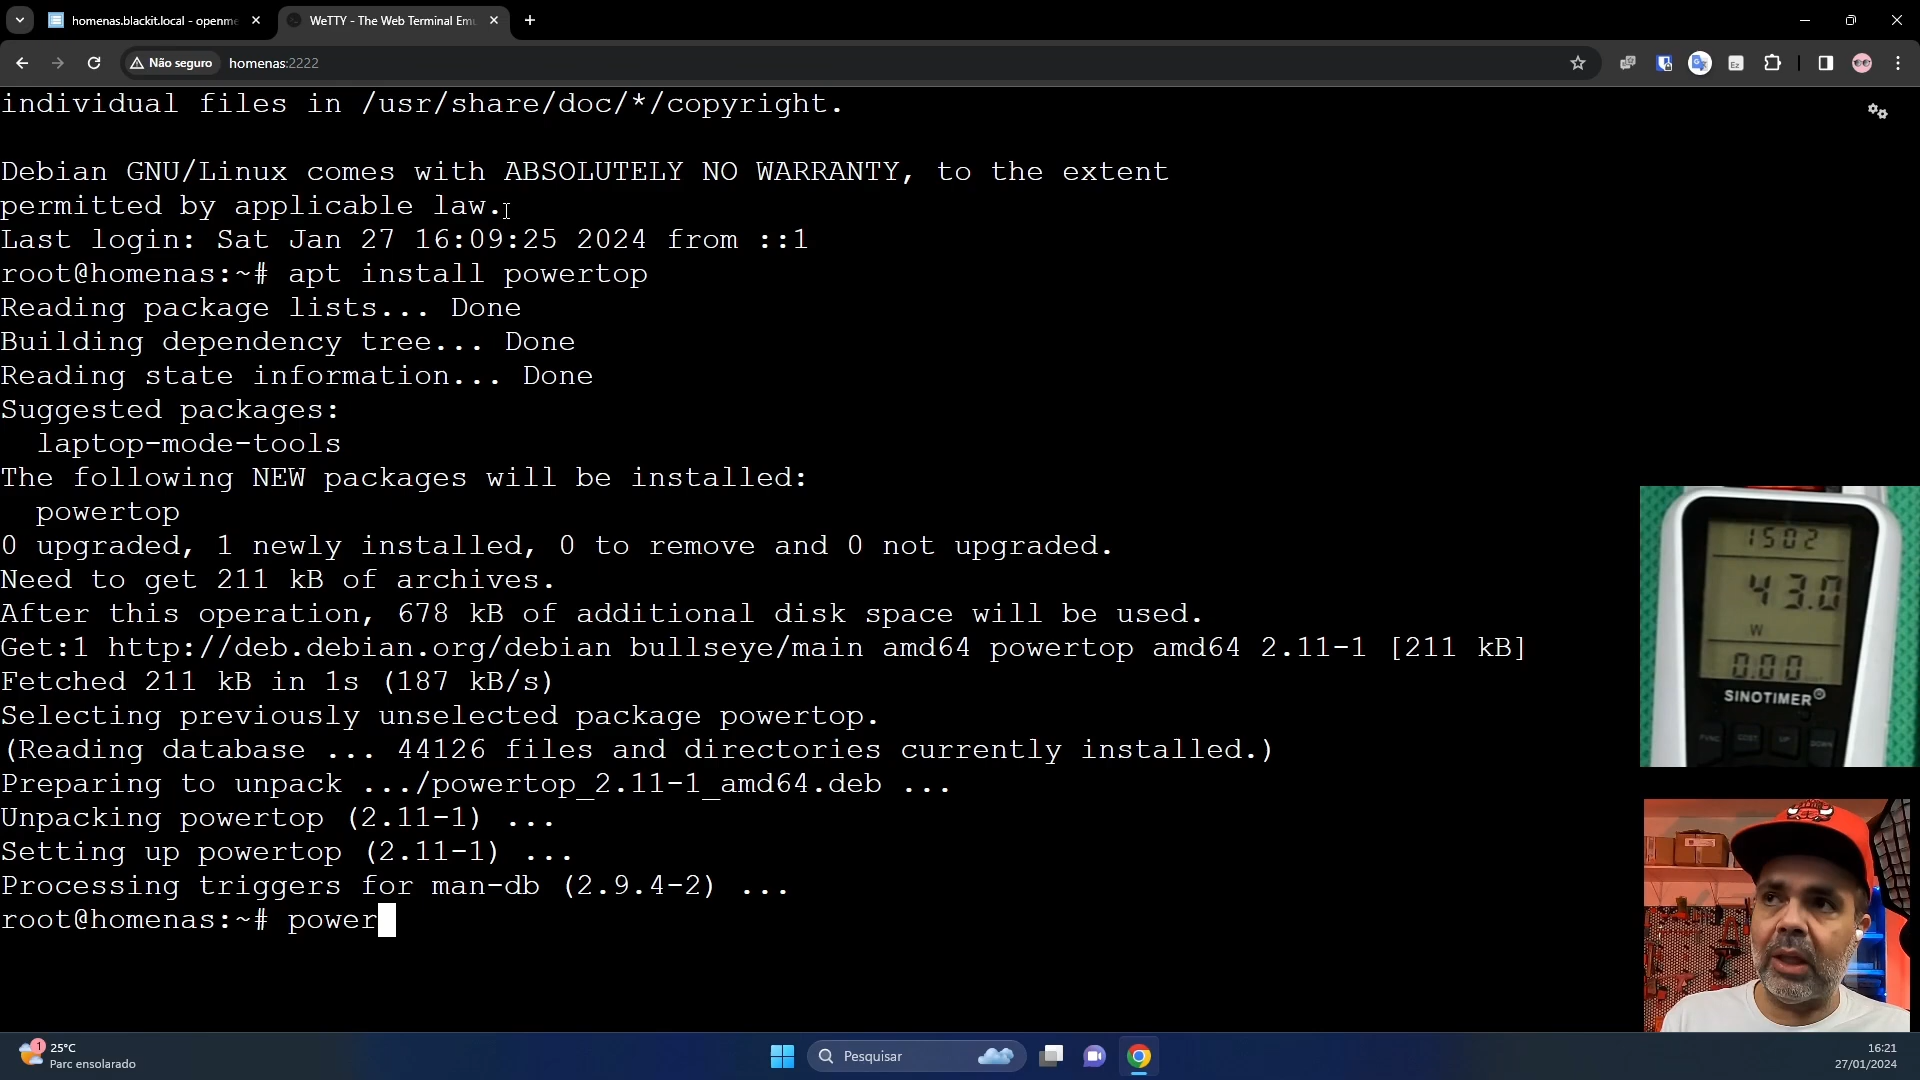 homenas.blackit.local - openme
WeTTY - The Web Terminal Emu
Não seguro
homenas:2222
individual files in /usr/share/doc/*/copyright.
Debian GNU/Linux comes with ABSOLUTELY NO WARRANTY, to the extent
permitted by applicable law.
Last login: Sat Jan 27 16:09:25 2024 from ::1
root@homenas:~# apt install powertop
Reading package lists... Done
Building dependency tree... Done
Reading state information... Done
Suggested packages:
laptop-mode-tools
The following NEW packages will be installed:
powertop
0 upgraded, 1 newly installed, 0 to remove and 0 not upgraded.
Need to get 211 kB of archives.
After this operation, 678 kB of additional disk space will be used.
Get:1 http://deb.debian.org/debian bullseye/main amd64 powertop amd64 2.11-1 [211 kB]
Fetched 211 kB in 1s (187 kB/s)
Selecting previously unselected package powertop.
(Reading database ... 44126 files and directories currently installed.)
Preparing to unpack .../powertop_2.11-1_amd64.deb ...
Unpacking powertop (2.11-1) ...
Setting up powertop (2.11-1) ...
Processing triggers for man-db (2.9.4-2) ...
root@homenas:~# power
1502
43.0
W
0.00
SINOTIMER
FUNC COST UP DOWN
1
25°C
Parc ensolarado
Pesquisar
16:21
27/01/2024